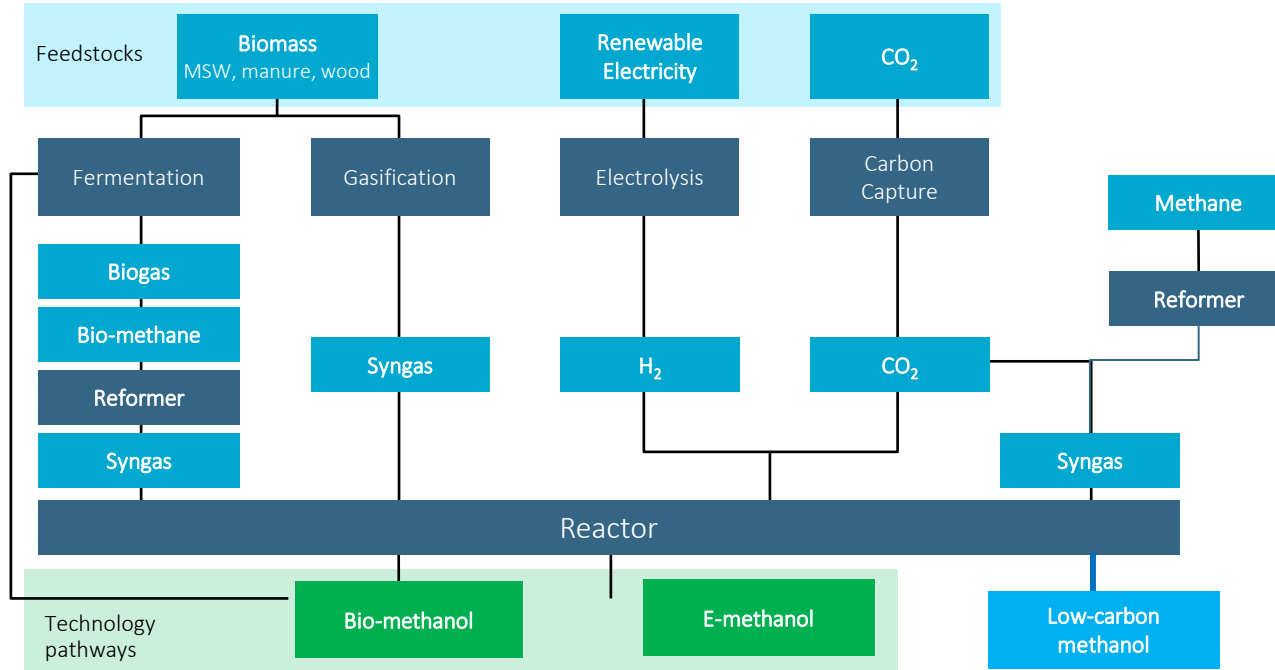 Feedstocks
Biomass
MSW, manure, wood
Renewable
Electricity
CO₂
Fermentation
Gasification
Electrolysis
Carbon
Capture
Methane
Biogas
Reformer
Bio-methane
Syngas
H₂
CO₂
Reformer
Syngas
Syngas
Reactor
Technology
pathways
Bio-methanol
E-methanol
Low-carbon
methanol